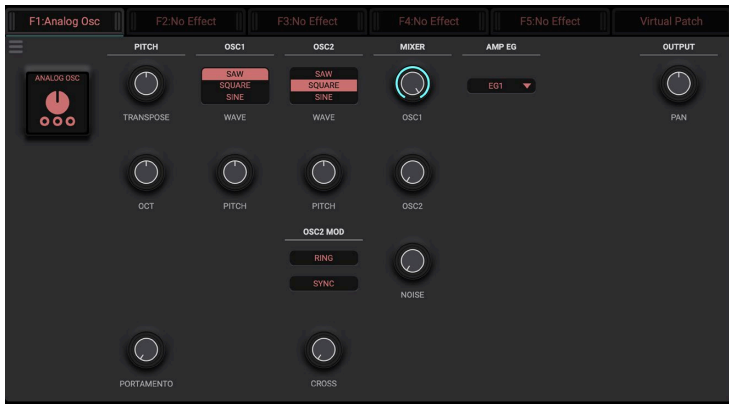 F1:Analog Osc
F2:No Effect
F3:No Effect
F4:No Effect
F5:No Effect
Virtual Patch
PITCH
OSC1
OSC2
MIXER
AMP EG
OUTPUT
ANALOG OSC
SAW
SQUARE
SINE
SAW
SQUARE
SINE
EG1
TRANSPOSE
WAVE
WAVE
OSC1
PAN
OCT
PITCH
PITCH
OSC2
OSC2 MOD
RING
SYNC
NOISE
PORTAMENTO
CROSS